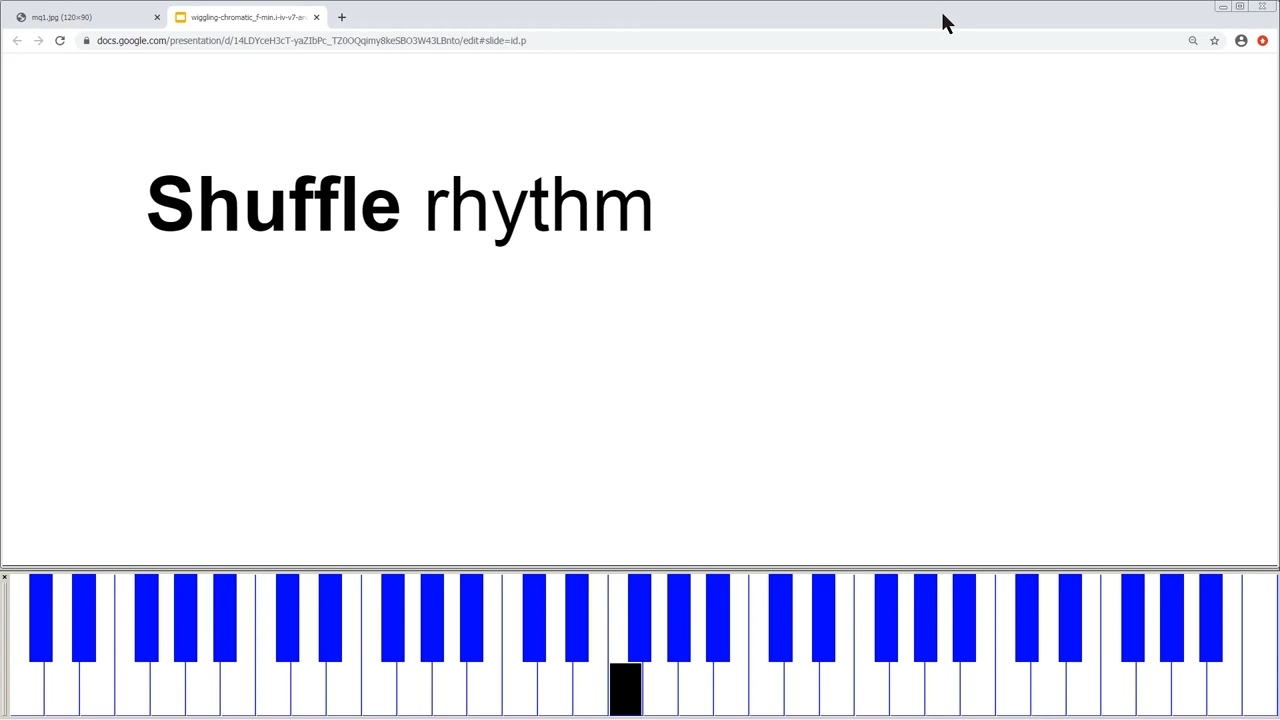 mq1.jpg (120×90)
wiggling-chromatic_f-min.i-iv-v7-an
docs.google.com/presentation/d/14LDYceH3cT-yaZIbPc_TZ0OQqimy8keSBO3W43LBnto/edit#slide=id.p
Shuffle rhythm